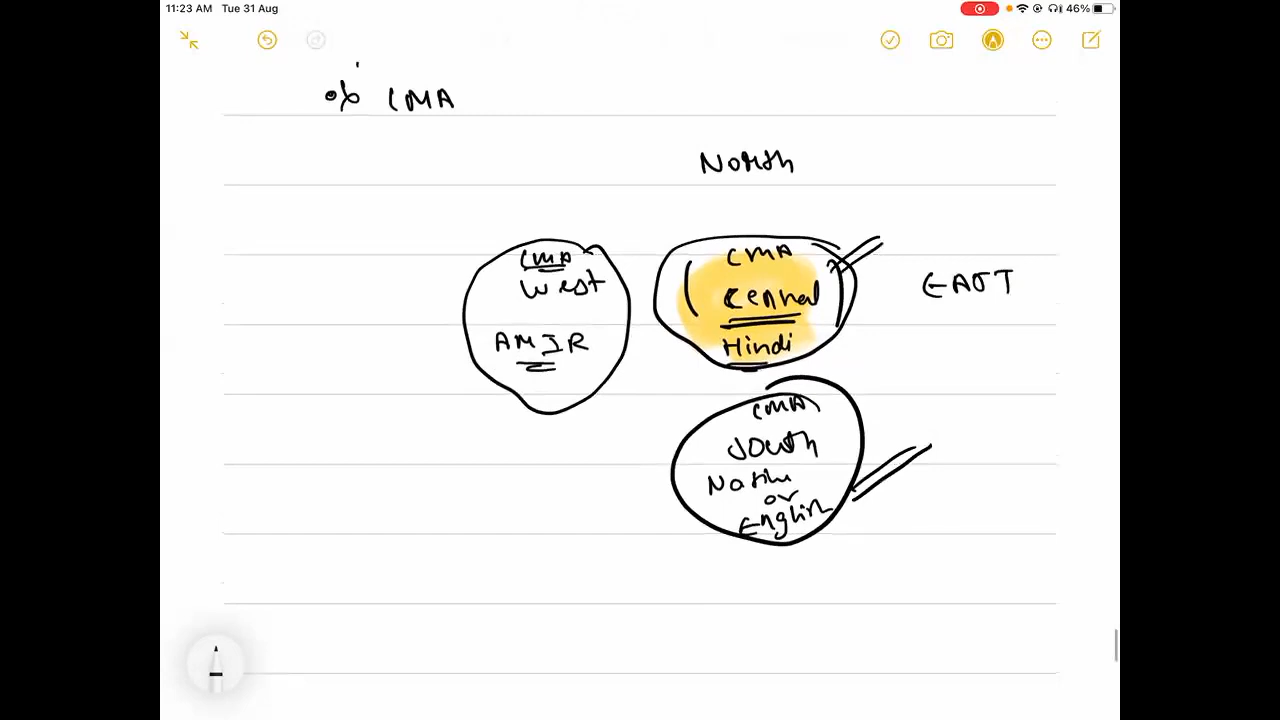 11:23 AM Tue 31 Aug
46%
% CMA
North
CMA
West
AMIR
CMA
Central
Hindi
EAST
CMA
South
Native
or
English